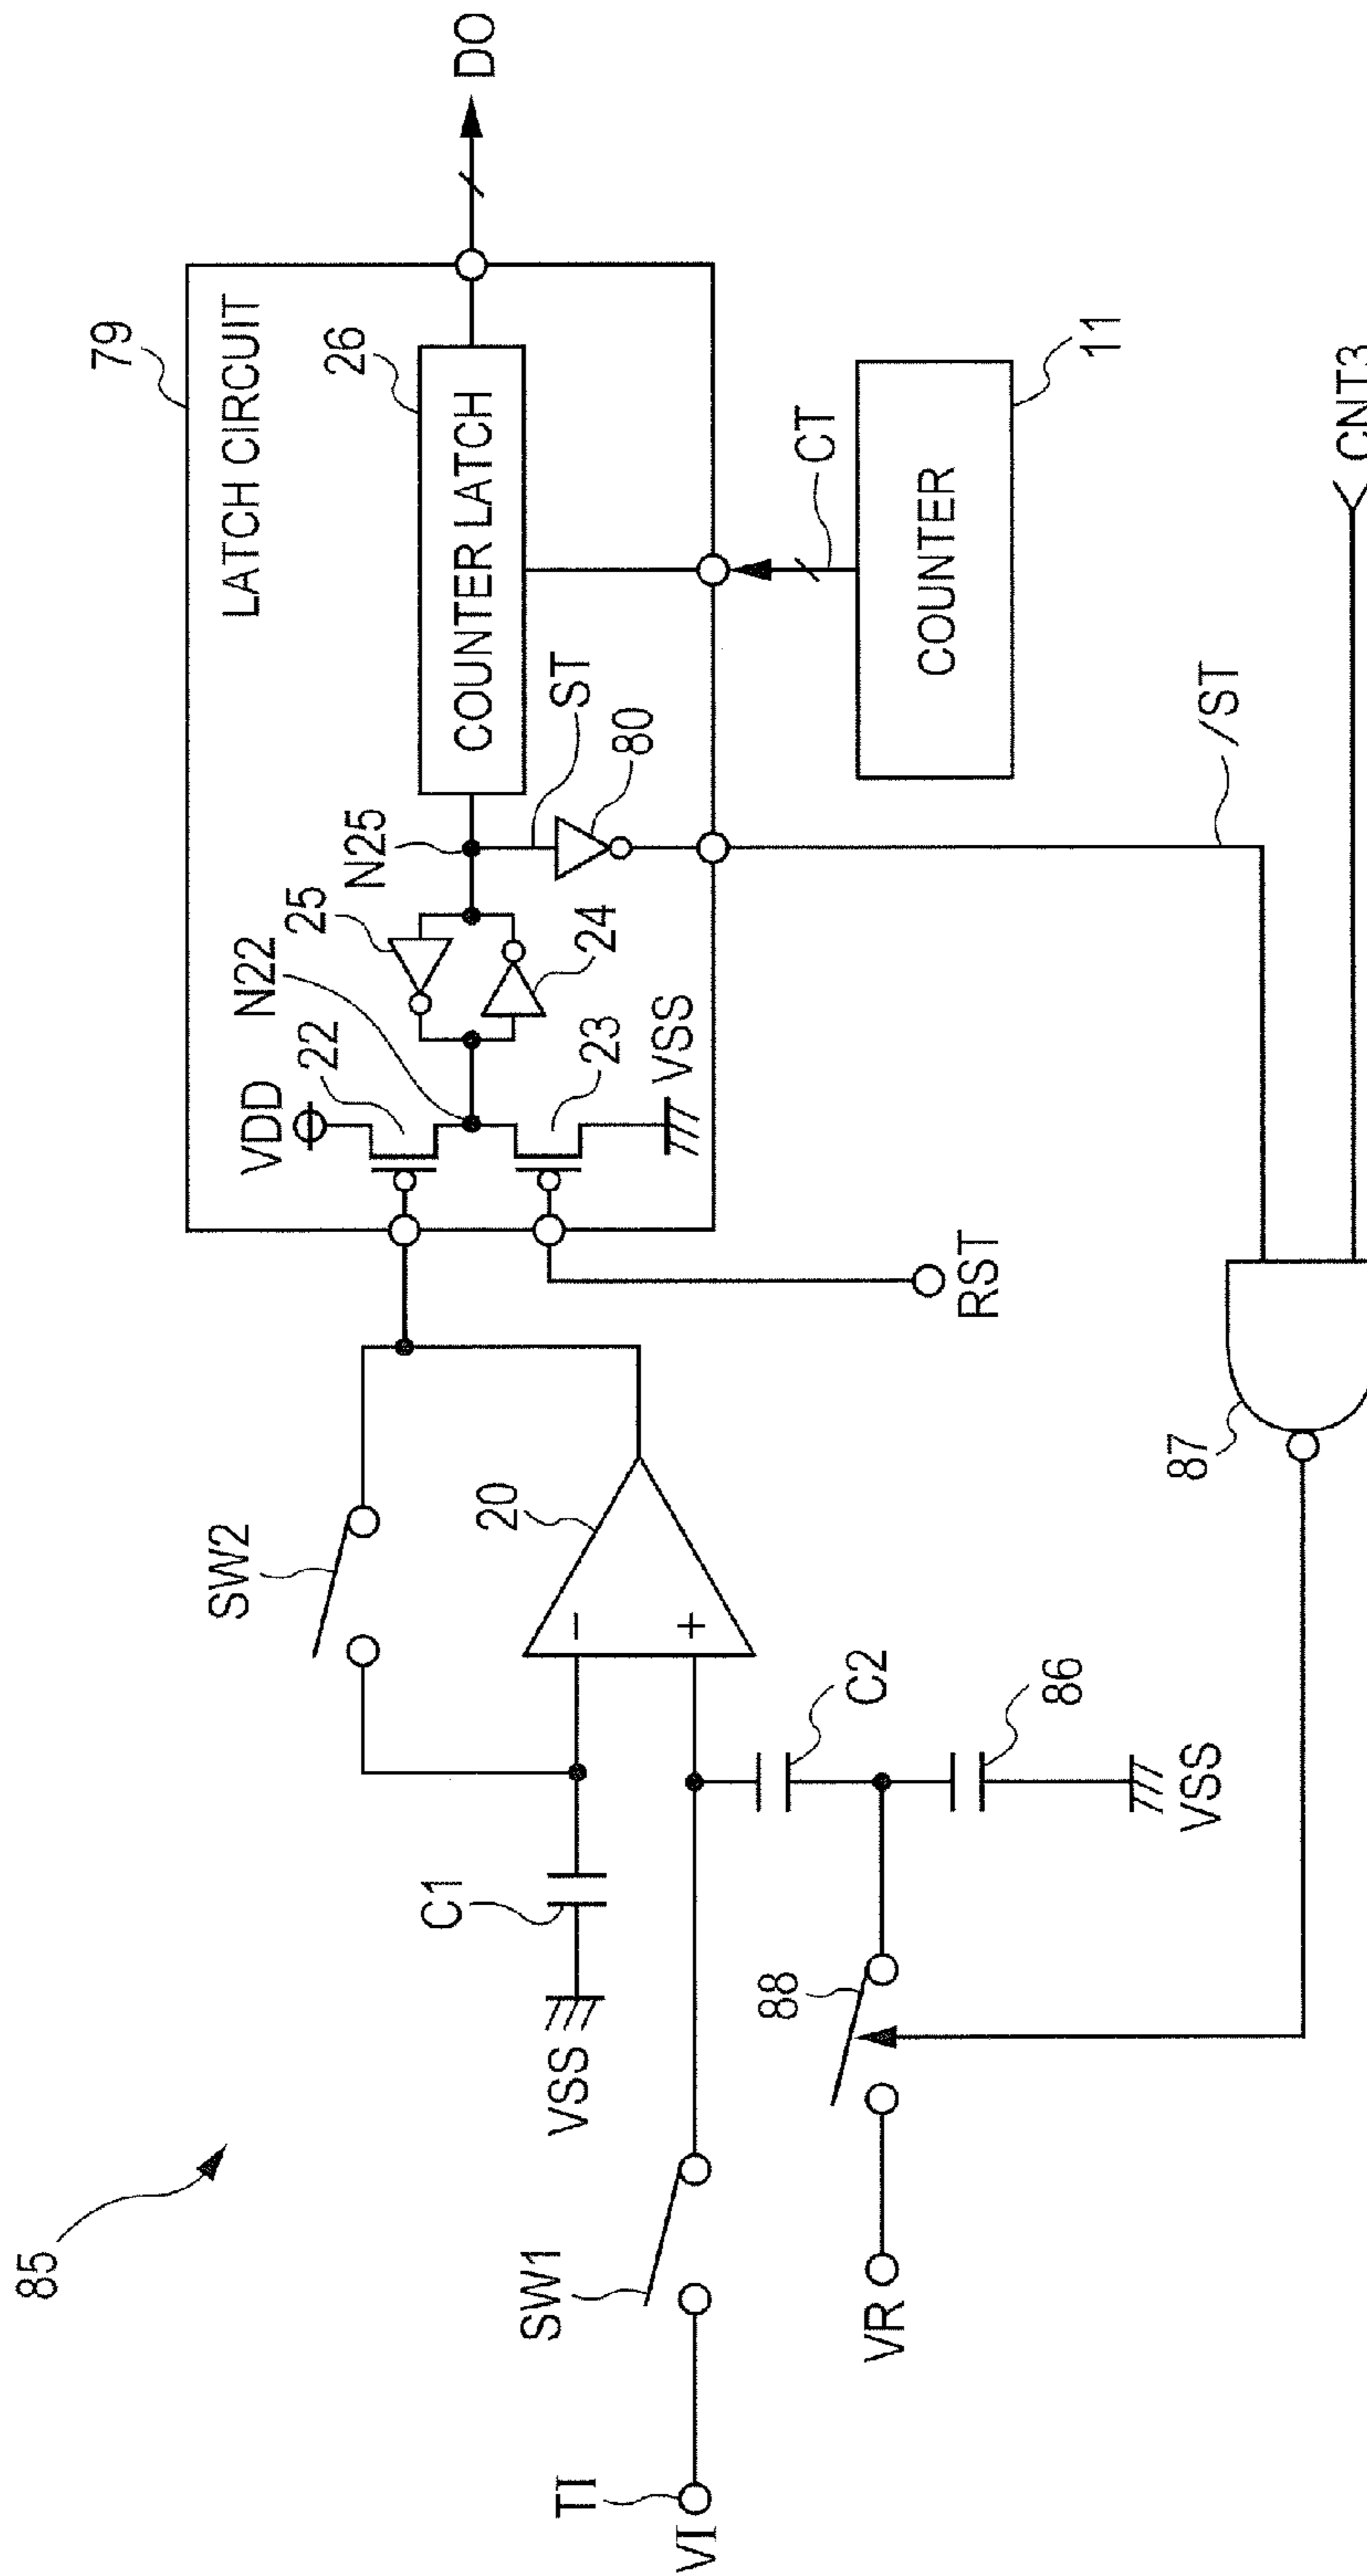 85
TI
VI
SW1
VR
88
VSS
C1
C2
86
VSS
SW2
20
−
+
87
RST
79
LATCH CIRCUIT
VDD
22
N22
23
VSS
25
24
N25
ST
80
26
COUNTER LATCH
DO
CT
COUNTER
11
/ST
CNT3